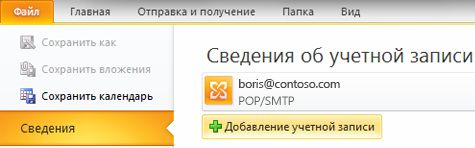 Файл Главная Отправка и получение Папка Вид
Сохранить как
Сохранить вложения
Сохранить календарь
Сведения
Сведения об учетной записи
boris@contoso.com
POP/SMTP
Добавление учетной записи